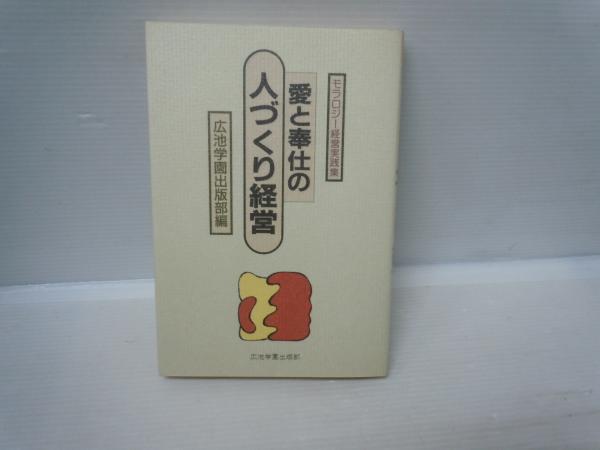 モラロジー経営実践集
愛と奉仕の
人づくり経営
広池学園出版部編
広池学園出版部